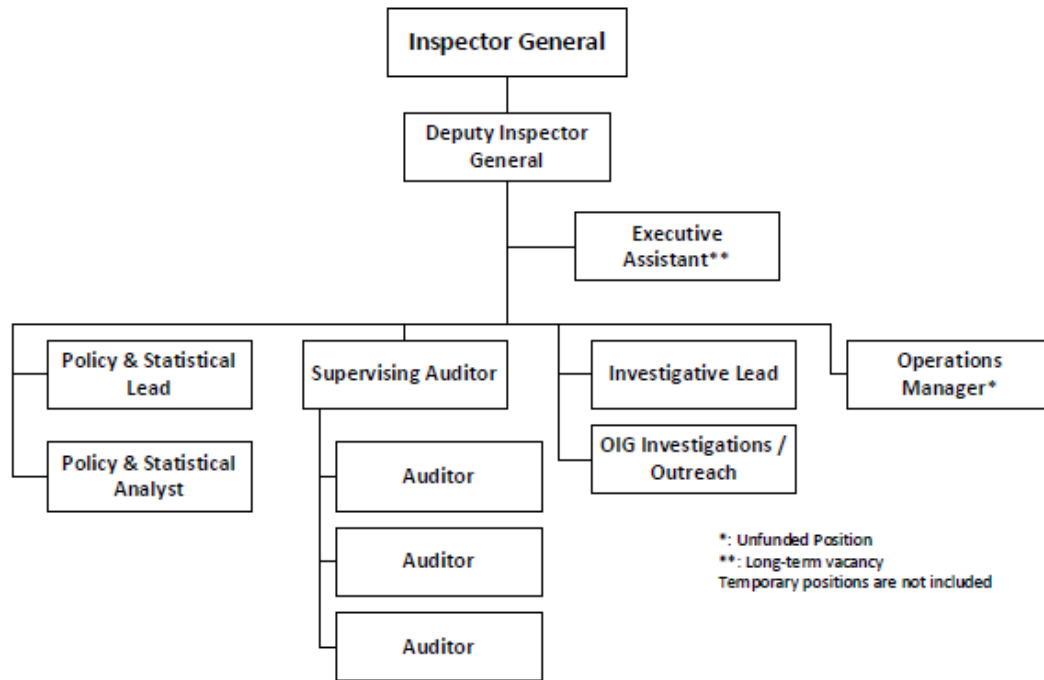 Inspector General
Deputy Inspector
General
Executive
Assistant**
Policy & Statistical
Lead
Supervising Auditor
Investigative Lead
Operations
Manager*
Policy & Statistical
Analyst
Auditor
OIG Investigations /
Outreach
Auditor
Auditor
*: Unfunded Position
**: Long-term vacancy
Temporary positions are not included